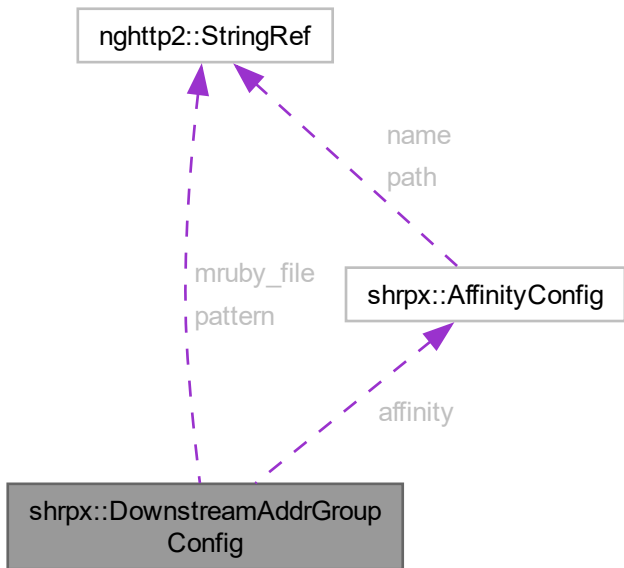 nghttp2::StringRef
name
path
mruby_file
pattern
shrpx::AffinityConfig
affinity
shrpx::DownstreamAddrGroup
Config